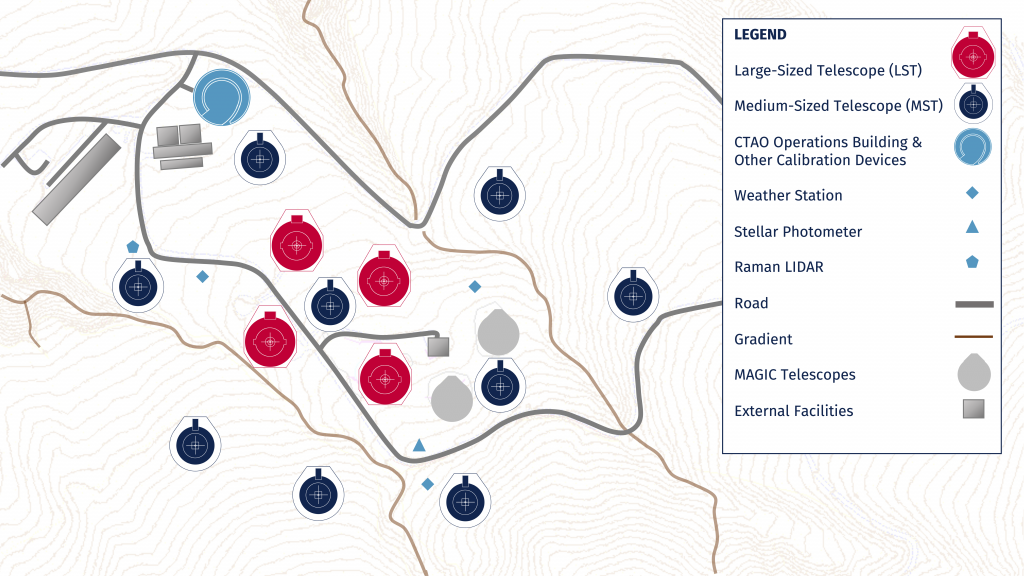 LEGEND
Large-Sized Telescope (LST)
Medium-Sized Telescope (MST)
CTAO Operations Building &
Other Calibration Devices
Weather Station
Stellar Photometer
Raman LIDAR
Road
Gradient
MAGIC Telescopes
External Facilities